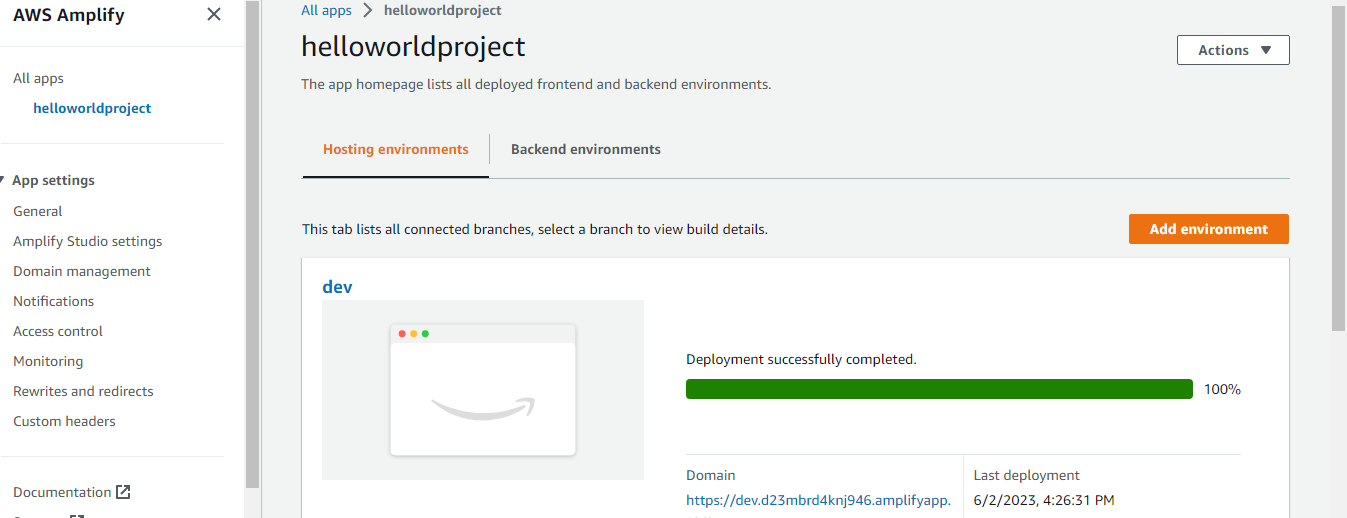 AWS Amplify
All apps
helloworldproject
App settings
General
Amplify Studio settings
Domain management
Notifications
Access control
Monitoring
Rewrites and redirects
Custom headers
Documentation
All apps > helloworldproject
helloworldproject
Actions
The app homepage lists all deployed frontend and backend environments.
Hosting environments
Backend environments
This tab lists all connected branches, select a branch to view build details.
Add environment
dev
Deployment successfully completed.
100%
Domain
https://dev.d23mbrd4knj946.amplifyapp.
Last deployment
6/2/2023, 4:26:31 PM